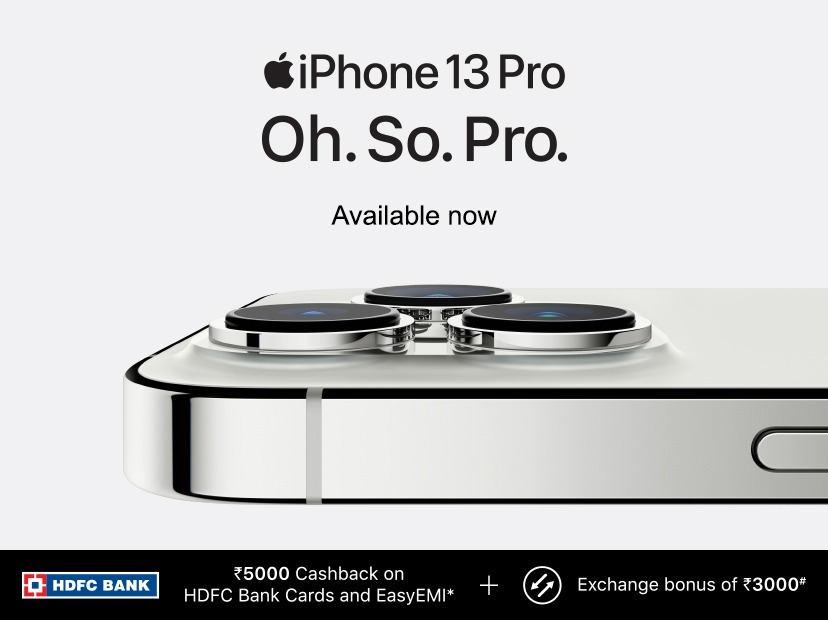 iPhone 13 Pro
Oh. So. Pro.
Available now
HDFC BANK
₹5000 Cashback on
HDFC Bank Cards and EasyEMI*
+
Exchange bonus of ₹3000#